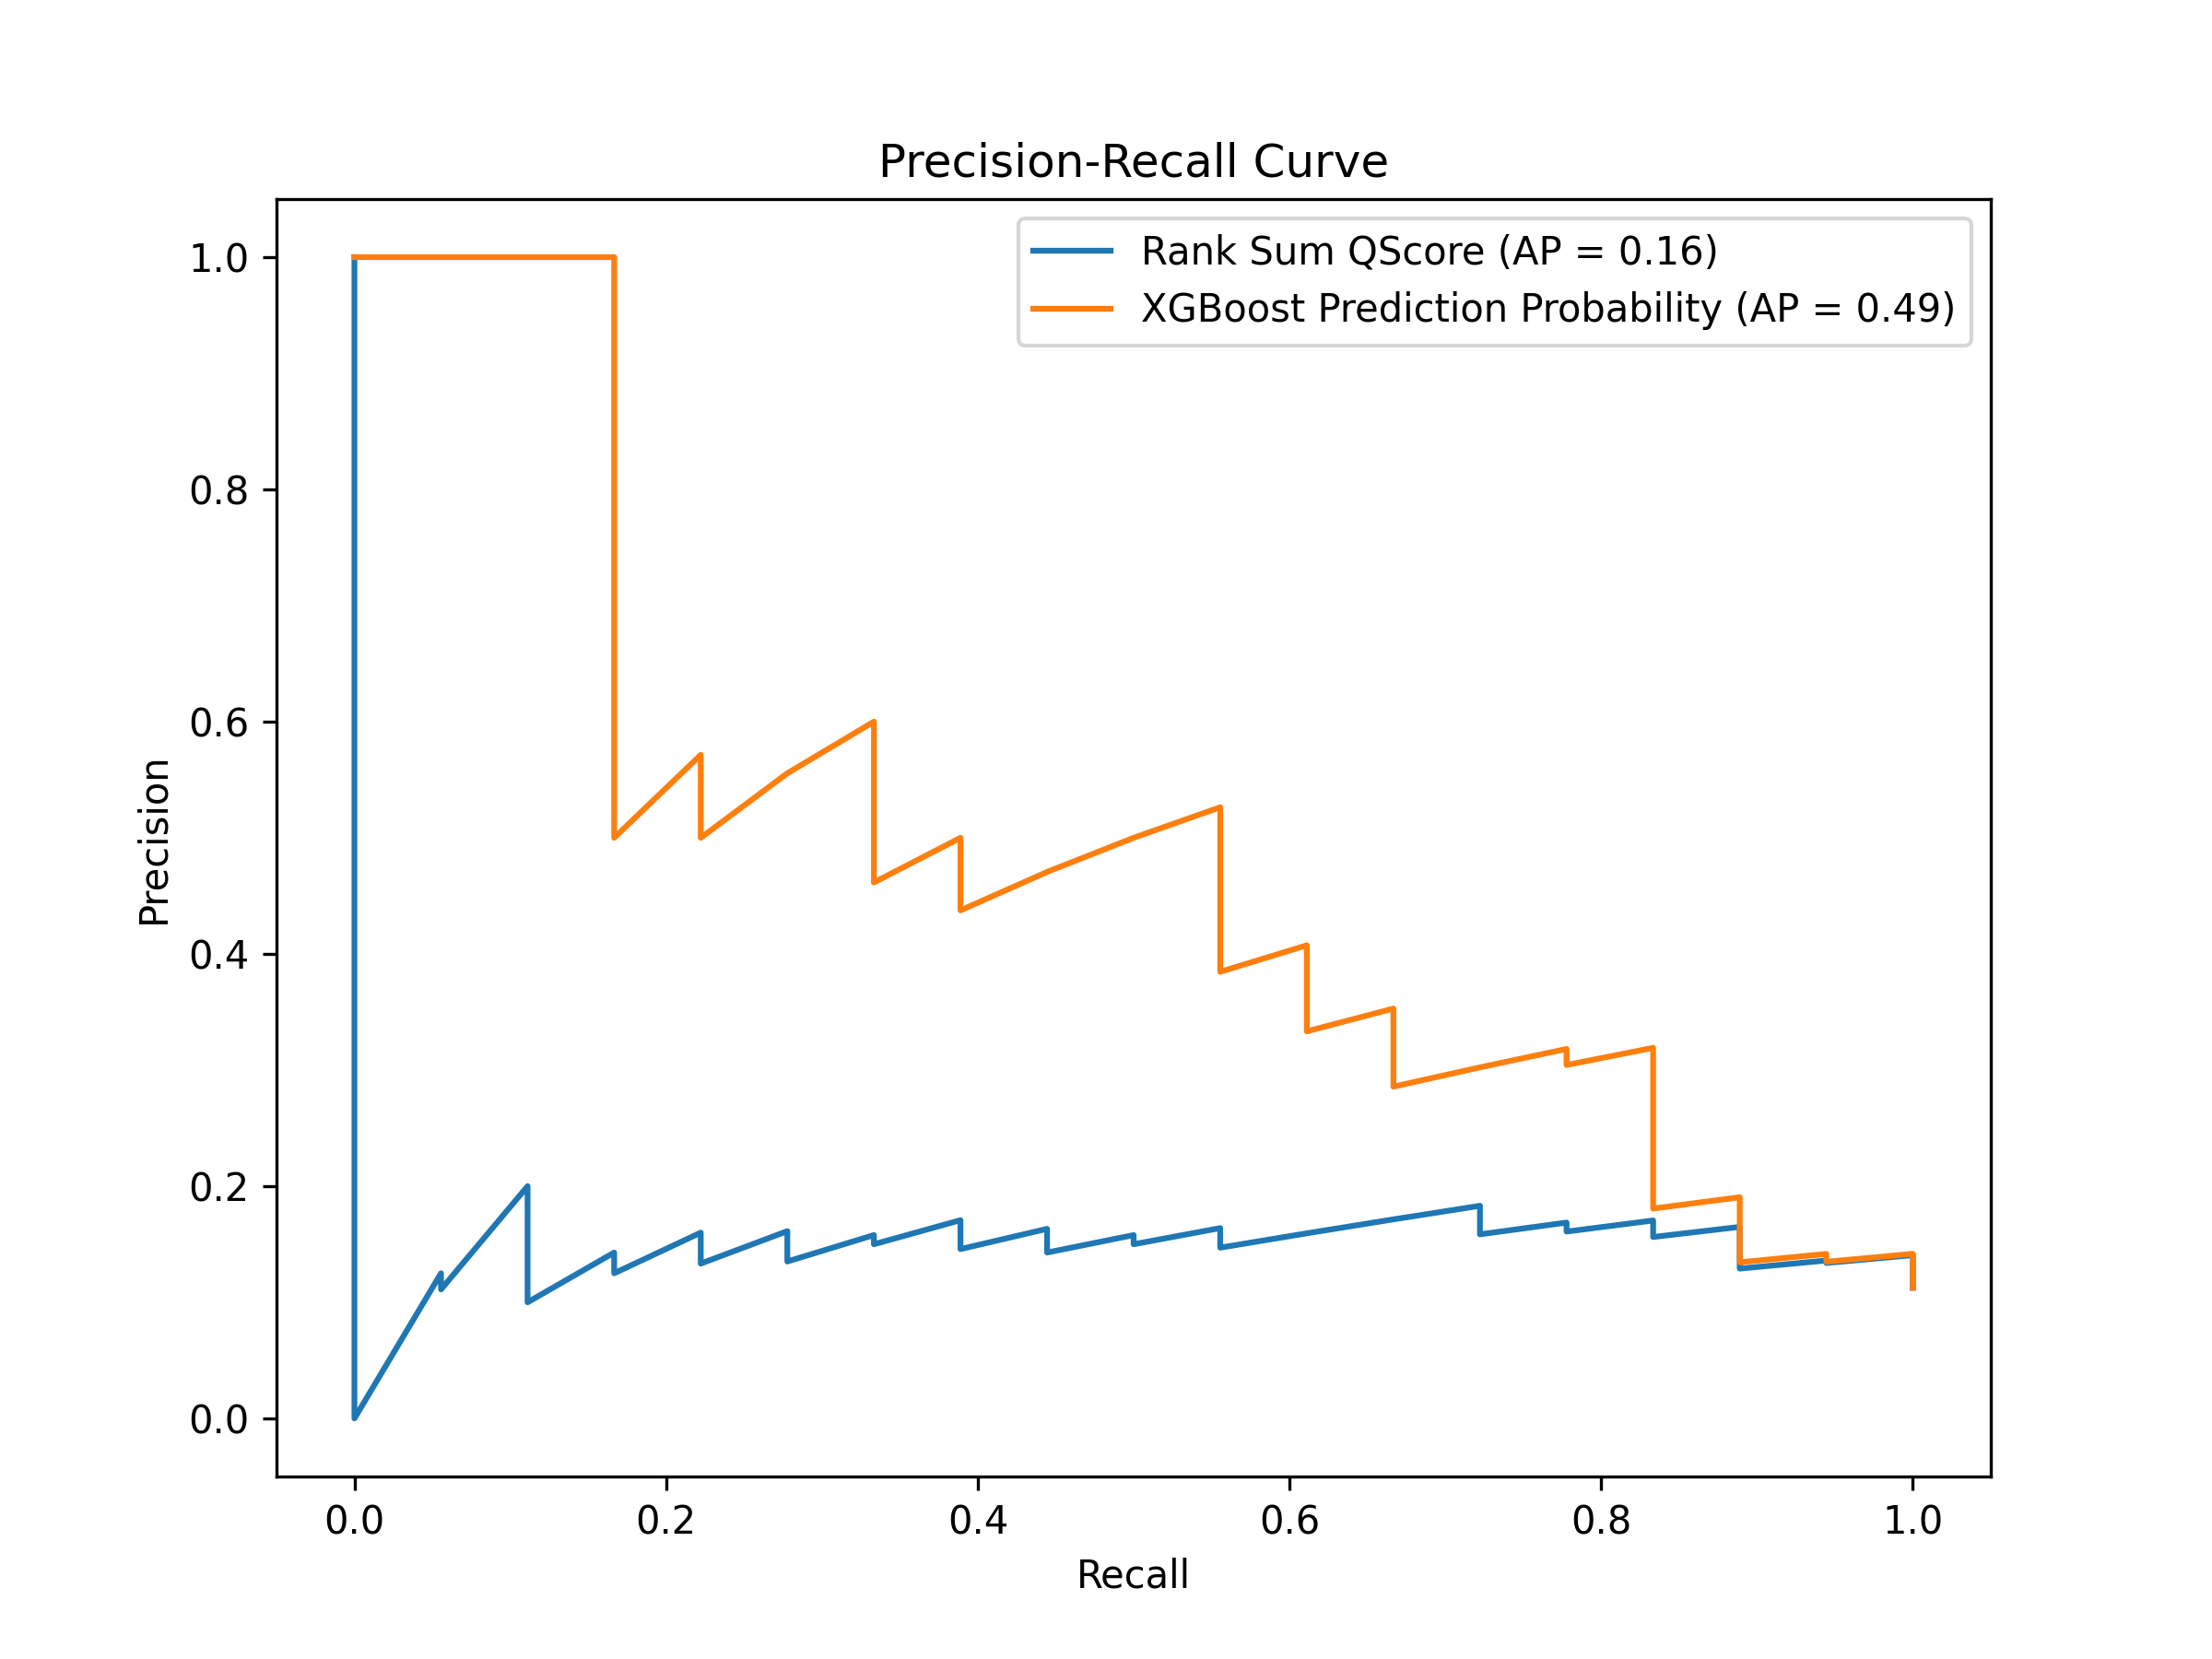 Precision-Recall Curve
Rank Sum QScore (AP = 0.16)
XGBoost Prediction Probability (AP = 0.49)
Precision
1.0
0.8
0.6
0.4
0.2
0.0
0.0 0.2 0.4 0.6 0.8 1.0
Recall